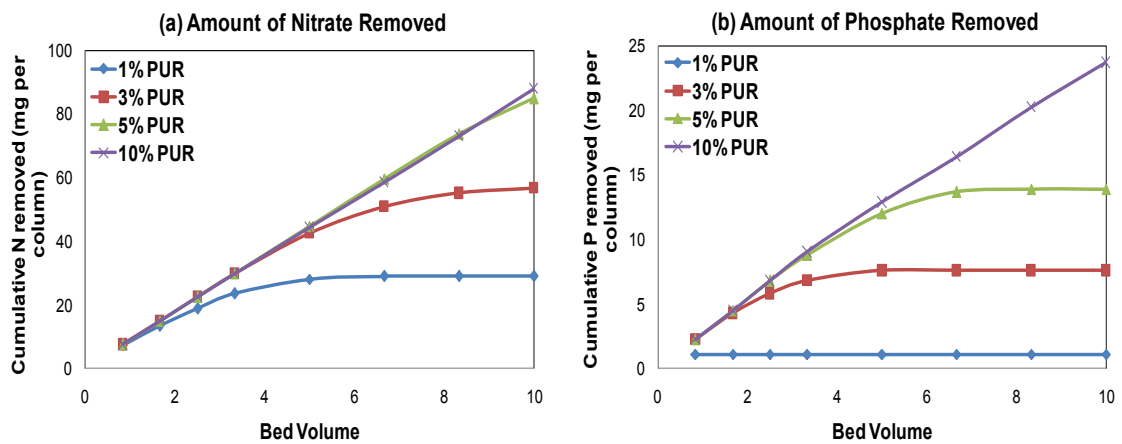 (a) Amount of Nitrate Removed
Cumulative N removed (mg per
column)
100
80
60
40
20
0
1% PUR
3% PUR
5% PUR
10% PUR
0 2 4 6 8 10
Bed Volume
(b) Amount of Phosphate Removed
Cumulative P removed (mg per
column)
25
20
15
10
5
0
1% PUR
3% PUR
5% PUR
10% PUR
0 2 4 6 8 10
Bed Volume